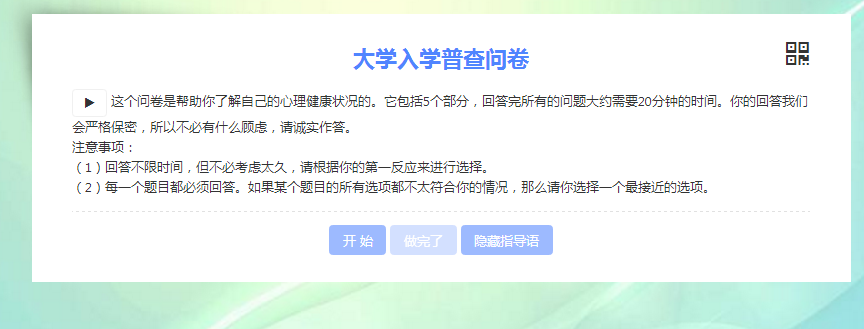 大学入学普查问卷
这个问卷是帮助你了解自己的心理健康状况的。它包括5个部分，回答完所有的问题大约需要20分钟的时间。你的回答我们
会严格保密，所以不必有什么顾虑，请诚实作答。
注意事项：
（1）回答不限时间，但不必考虑太久，请根据你的第一反应来进行选择。
（2）每一个题目都必须回答。如果某个题目的所有选项都不太符合你的情况，那么请你选择一个最接近的选项。
开 始 做完了 隐藏指导语